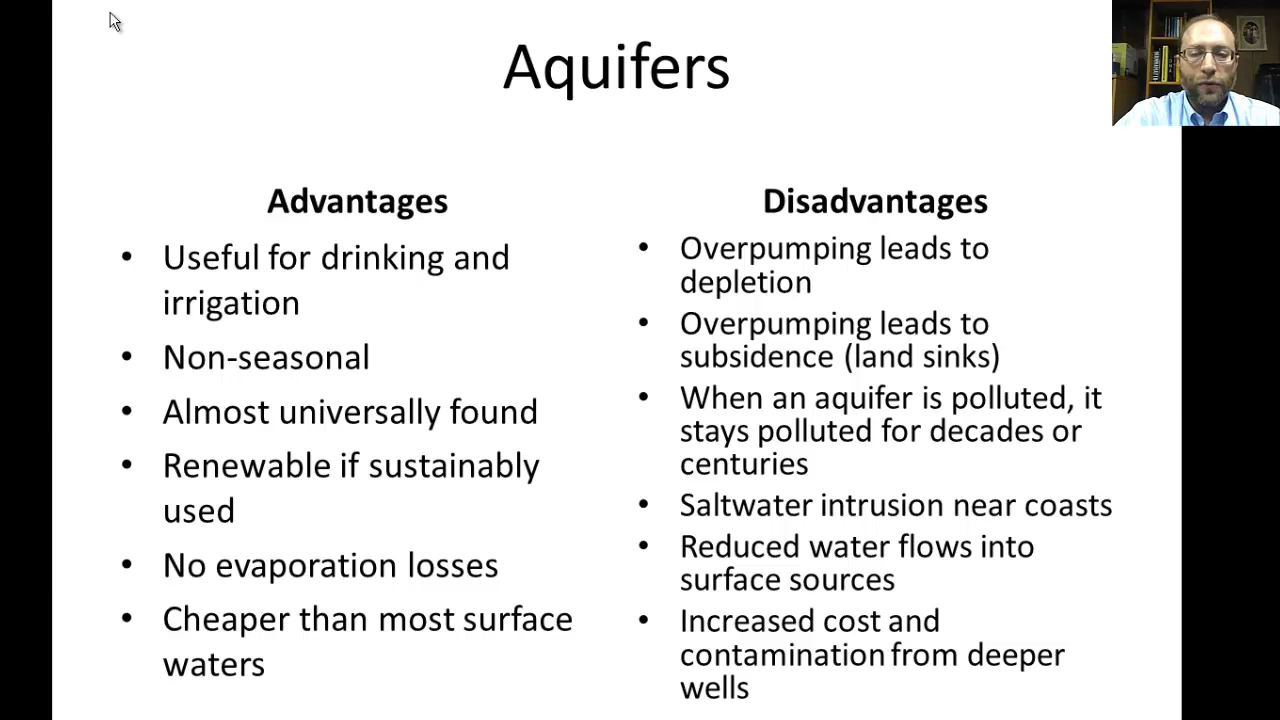 Aquifers
Advantages
• Useful for drinking and
irrigation
• Non-seasonal
• Almost universally found
• Renewable if sustainably
used
• No evaporation losses
• Cheaper than most surface
waters
Disadvantages
• Overpumping leads to
depletion
• Overpumping leads to
subsidence (land sinks)
• When an aquifer is polluted, it
stays polluted for decades or
centuries
• Saltwater intrusion near coasts
• Reduced water flows into
surface sources
• Increased cost and
contamination from deeper
wells